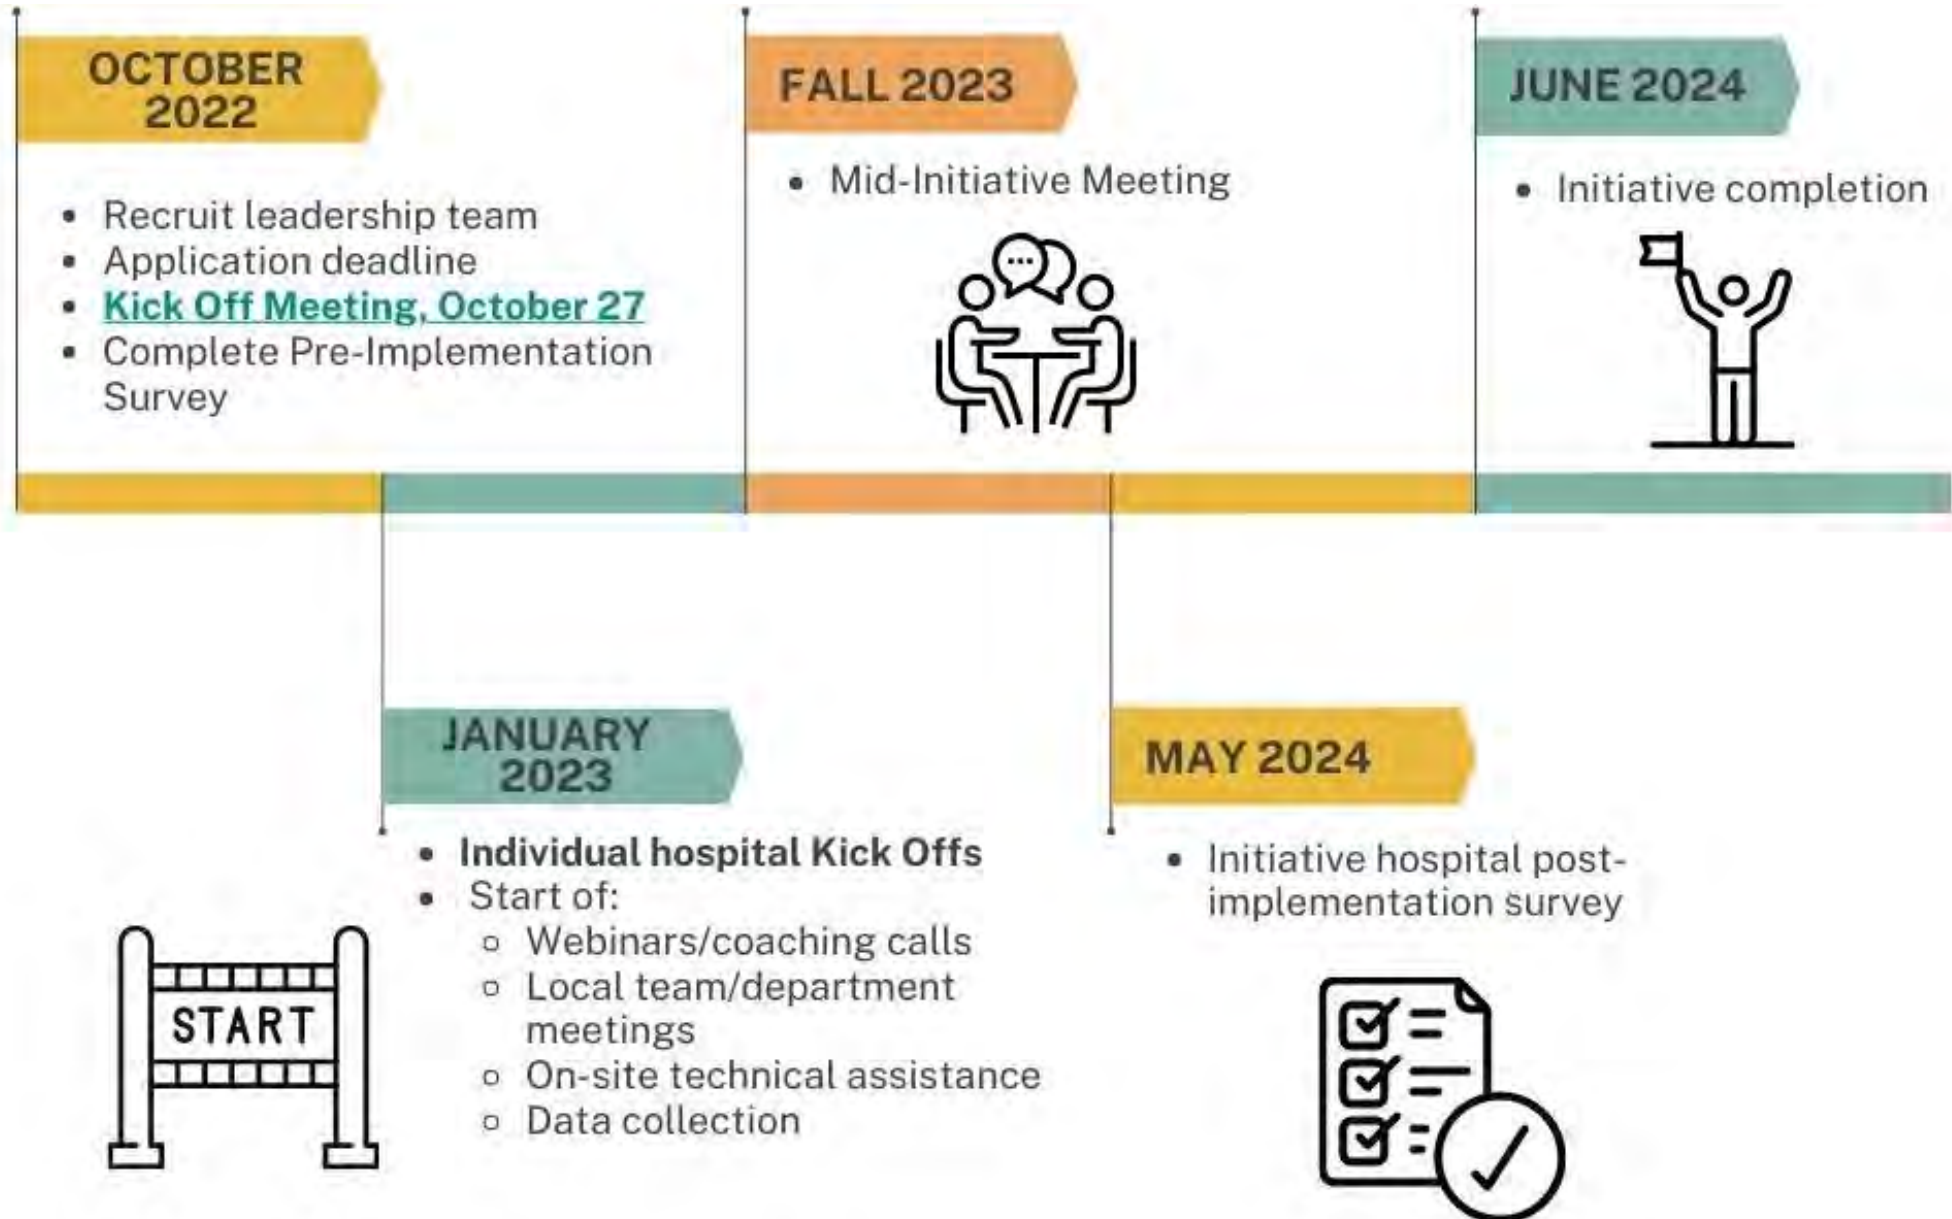 OCTOBER
2022
• Recruit leadership team
• Application deadline
• Kick Off Meeting, October 27
• Complete Pre-Implementation
Survey
FALL 2023
• Mid-Initiative Meeting
JUNE 2024
• Initiative completion
JANUARY
2023
• Individual hospital Kick Offs
• Start of:
○ Webinars/coaching calls
○ Local team/department
meetings
○ On-site technical assistance
○ Data collection
START
MAY 2024
• Initiative hospital post-
implementation survey